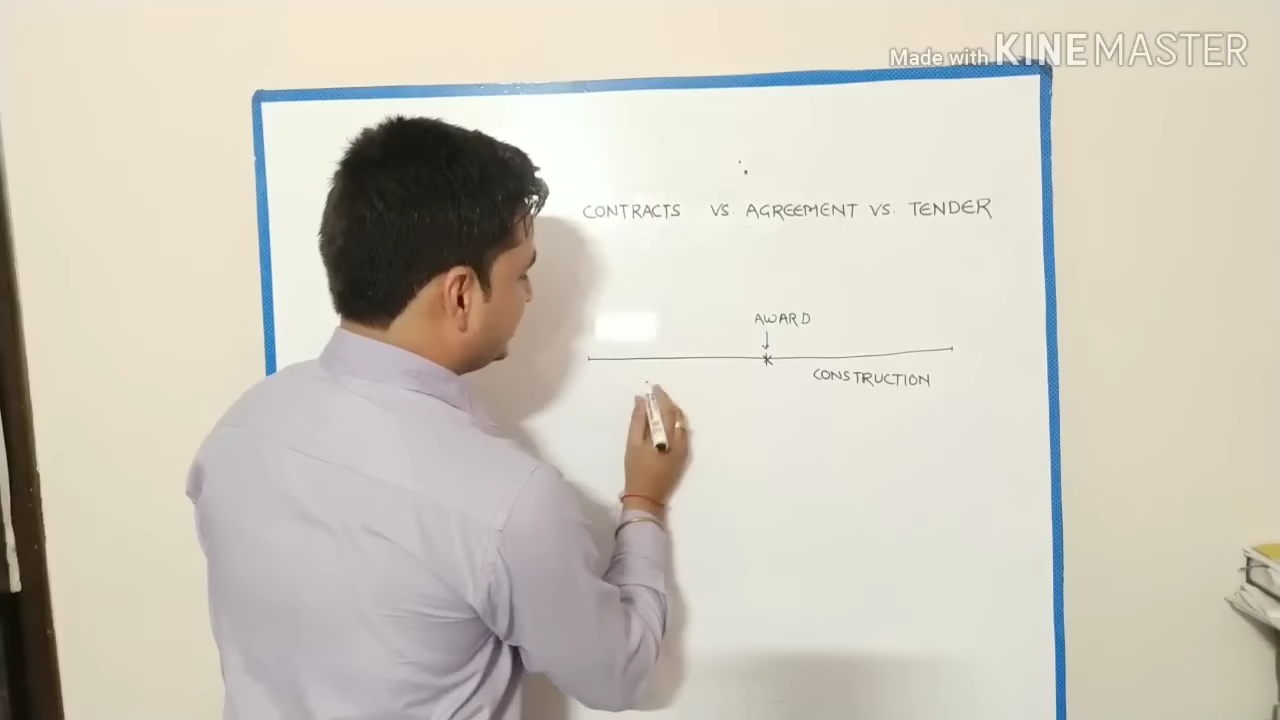 Made with KINEMASTER
CONTRACTS VS. AGREEMENT VS. TENDER
AWARD
CONSTRUCTION